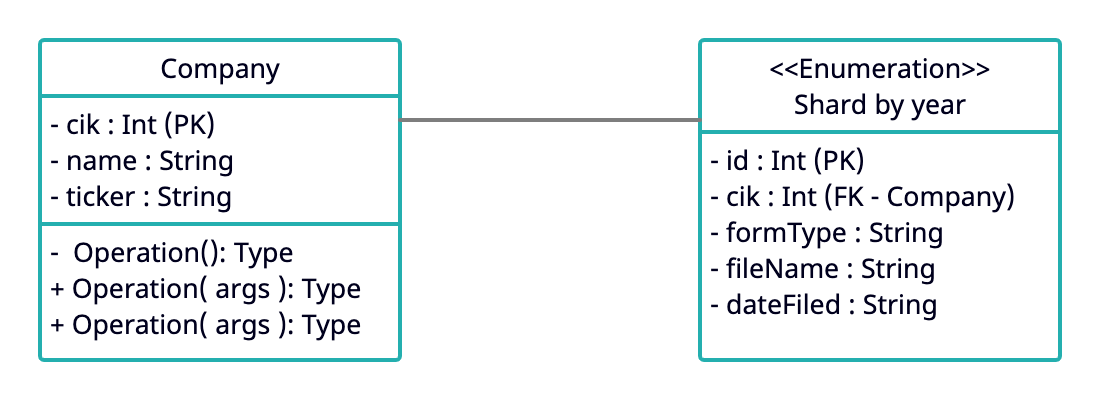 Company
- cik : Int (PK)
- name : String
- ticker : String
-  Operation(): Type
+ Operation( args ): Type
+ Operation( args ): Type
<<Enumeration>>
Shard by year
- id : Int (PK)
- cik : Int (FK - Company)
- formType : String
- fileName : String
- dateFiled : String